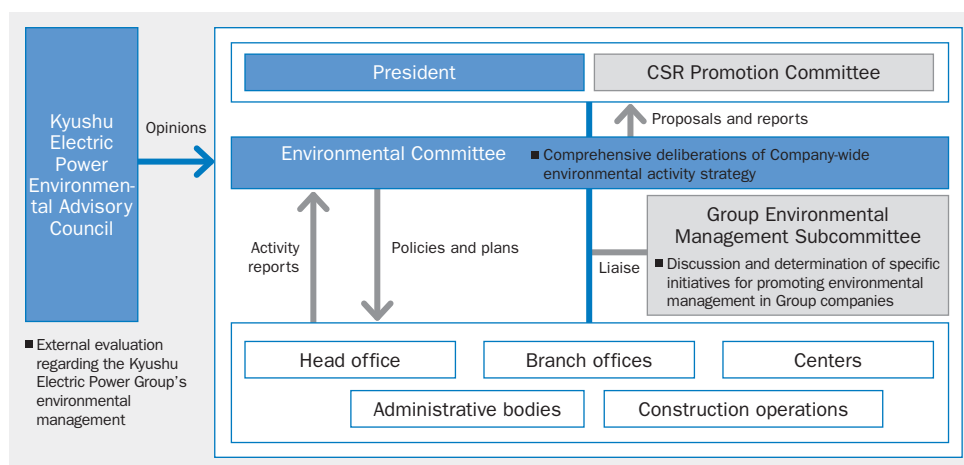 Kyushu
Electric
Power
Environmen-
tal Advisory
Council
■ External evaluation
regarding the Kyushu
Electric Power Group's
environmental
management
Opinions
President
CSR Promotion Committee
Proposals and reports
Environmental Committee
■ Comprehensive deliberations of Company-wide
environmental activity strategy
Activity
reports
Policies and plans
Liaise
Group Environmental
Management Subcommittee
■ Discussion and determination of specific
initiatives for promoting environmental
management in Group companies
Head office
Branch offices
Centers
Administrative bodies
Construction operations